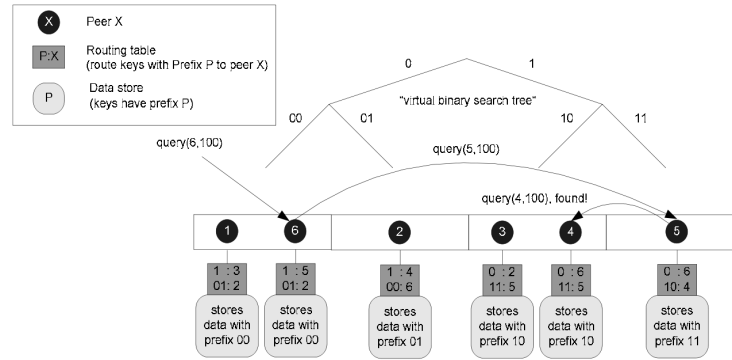 X Peer X
P:X Routing table
(route keys with Prefix P to peer X)
P Data store
(keys have prefix P)
0 1
"virtual binary search tree"
00 01 10 11
query(6,100) query(5,100)
query(4,100), found!
1 6 2 3 4 5
1 : 3 1 : 5 1 : 4 0 : 2 0 : 6 0 : 6
01: 2 01: 2 00: 6 11: 5 11: 5 10: 4
stores stores stores stores stores stores
data with data with data with data with data with data with
prefix 00 prefix 00 prefix 01 prefix 10 prefix 10 prefix 11